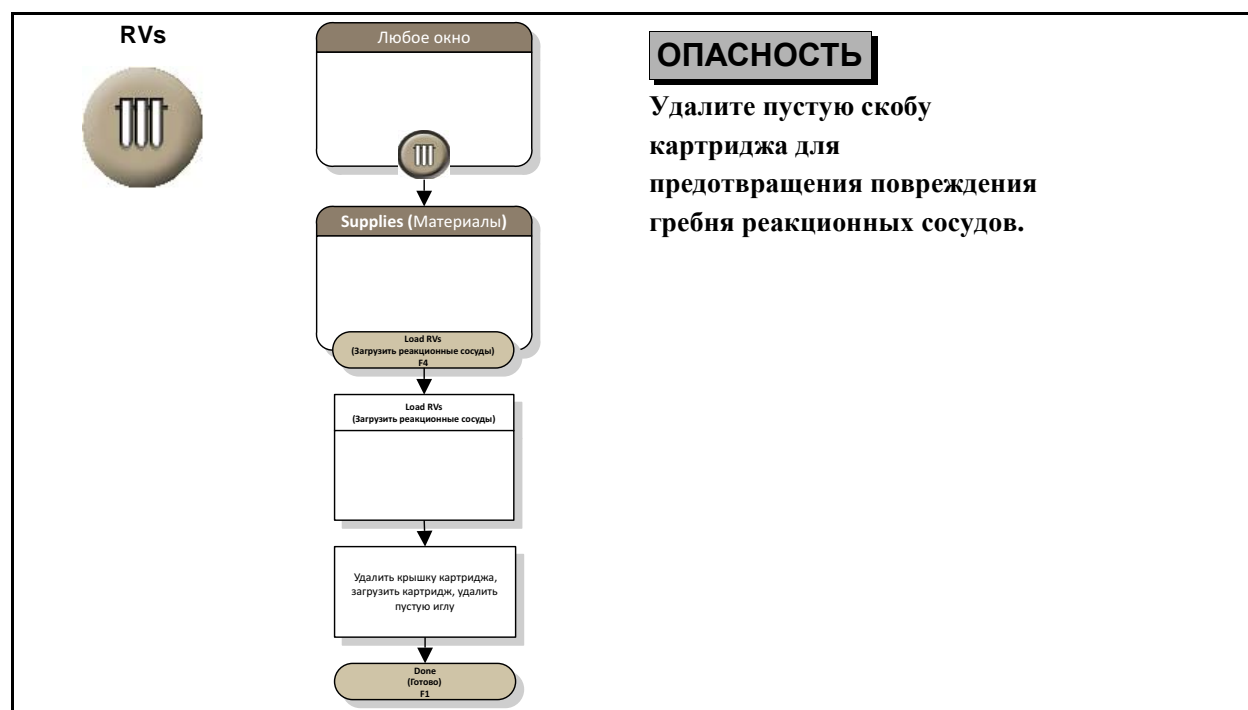 RVs
Любое окно
Supplies (Материалы)
Load RVs
(Загрузить реакционные сосуды)
F4
Load RVs
(Загрузить реакционные сосуды)
Удалить крышку картриджа,
загрузить картридж, удалить
пустую иглу
Done
(Готово)
F1
ОПАСНОСТЬ
Удалите пустую скобу
картриджа для
предотвращения повреждения
гребня реакционных сосудов.